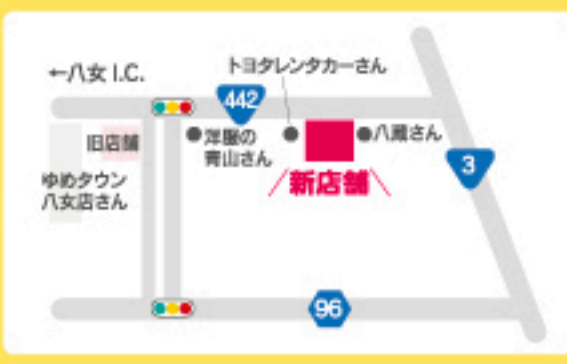 ←八女 I.C.
トヨタレンタカーさん
442
旧店舗
洋服の
青山さん
八蔵さん
ゆめタウン
八女店さん
新店舗
3
96